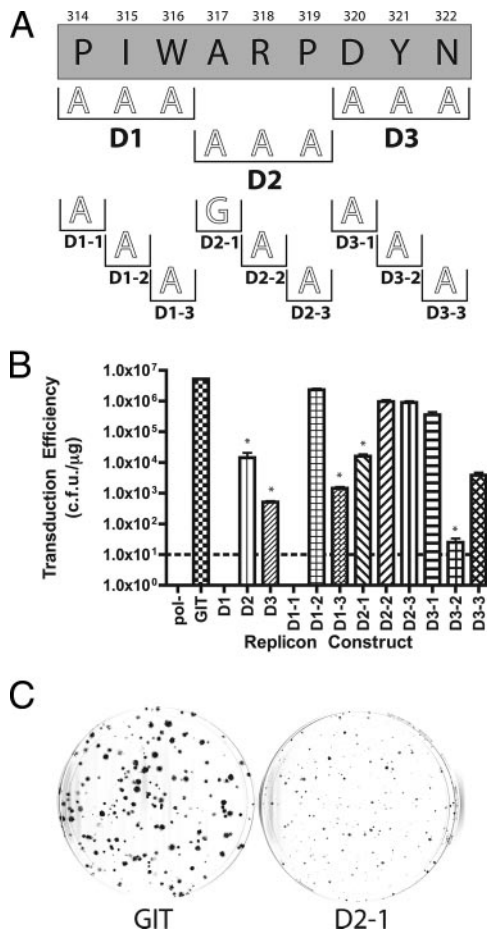 A
314 315 316 317 318 319 320 321 322
P I W A R P D Y N
A A A A A A
D1 D3
A A A
D2
A G A
D1-1 D2-1 D3-1
A A A
D1-2 D2-2 D3-2
A A A
D1-3 D2-3 D3-3
B
Transduction Efficiency
(c.f.u./µg)
1.0x10⁷
1.0x10⁶
1.0x10⁵
1.0x10⁴
1.0x10³
1.0x10²
1.0x10¹
1.0x10⁰
* * * * *
pol- GIT D1 D2 D3 D1-1 D1-2 D1-3 D2-1 D2-2 D2-3 D3-1 D3-2 D3-3
Replicon Construct
C
GIT D2-1